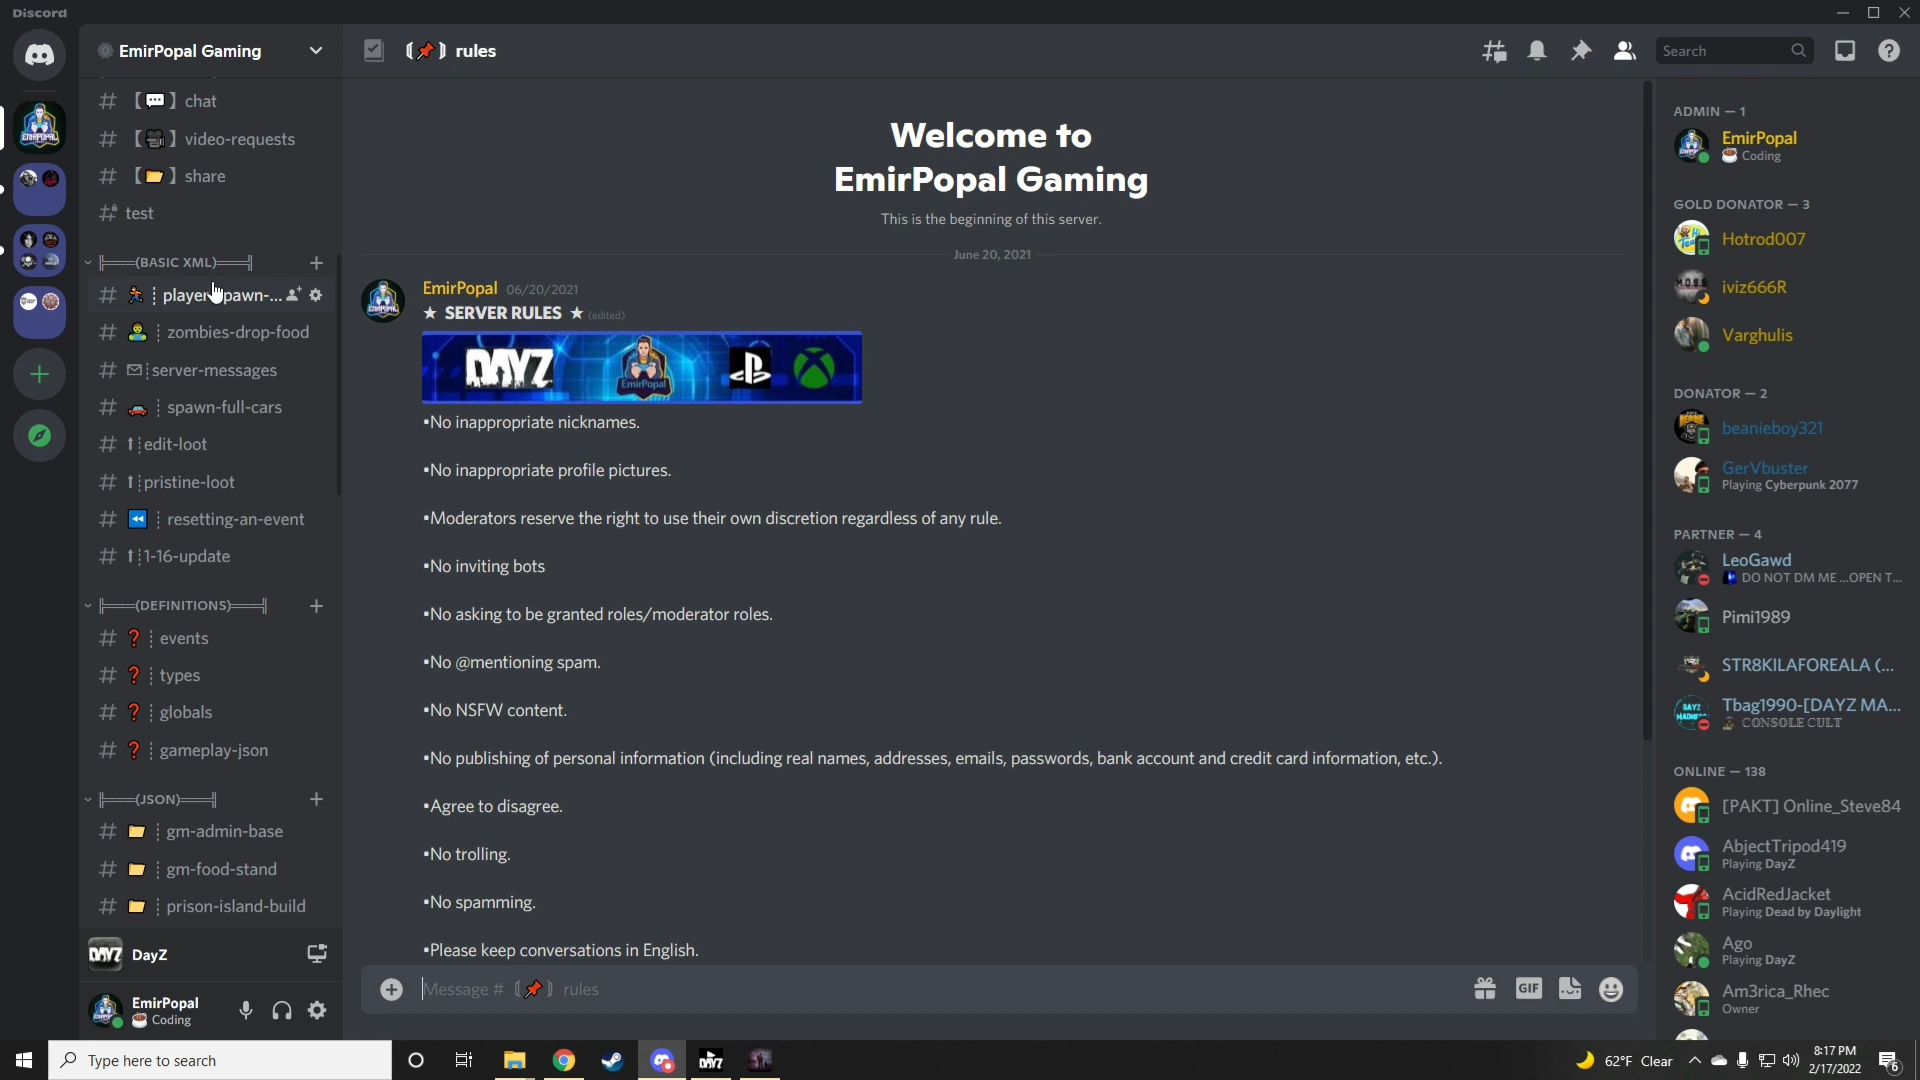 Discord
EmirPopal Gaming
rules
Search
chat
video-requests
share
test
(BASIC XML)
player-spawn-...
zombies-drop-food
server-messages
spawn-full-cars
edit-loot
pristine-loot
resetting-an-event
1-16-update
(DEFINITIONS)
events
types
globals
gameplay-json
(JSON)
gm-admin-base
gm-food-stand
prison-island-build
DAYZ DayZ
EmirPopal
Coding
Welcome to
EmirPopal Gaming
This is the beginning of this server.
June 20, 2021
EmirPopal 06/20/2021
★ SERVER RULES ★ (edited)
DAYZ EmirPopal
•No inappropriate nicknames.
•No inappropriate profile pictures.
•Moderators reserve the right to use their own discretion regardless of any rule.
•No inviting bots
•No asking to be granted roles/moderator roles.
•No @mentioning spam.
•No NSFW content.
•No publishing of personal information (including real names, addresses, emails, passwords, bank account and credit card information, etc.).
•Agree to disagree.
•No trolling.
•No spamming.
•Please keep conversations in English.
Message # rules
GIF
ADMIN — 1
EmirPopal
Coding
GOLD DONATOR — 3
Hotrod007
iviz666R
Varghulis
DONATOR — 2
beanieboy321
GerVbuster
Playing Cyberpunk 2077
PARTNER — 4
LeoGawd
DO NOT DM ME ...OPEN T...
Pimi1989
STR8KILAFOREALA (...
Tbag1990-[DAYZ MA...
CONSOLE CULT
ONLINE — 138
[PAKT] Online_Steve84
AbjectTripod419
Playing DayZ
AcidRedJacket
Playing Dead by Daylight
Ago
Playing DayZ
Am3rica_Rhec
Owner
Type here to search
DAYZ
62°F Clear
8:17 PM
2/17/2022
6